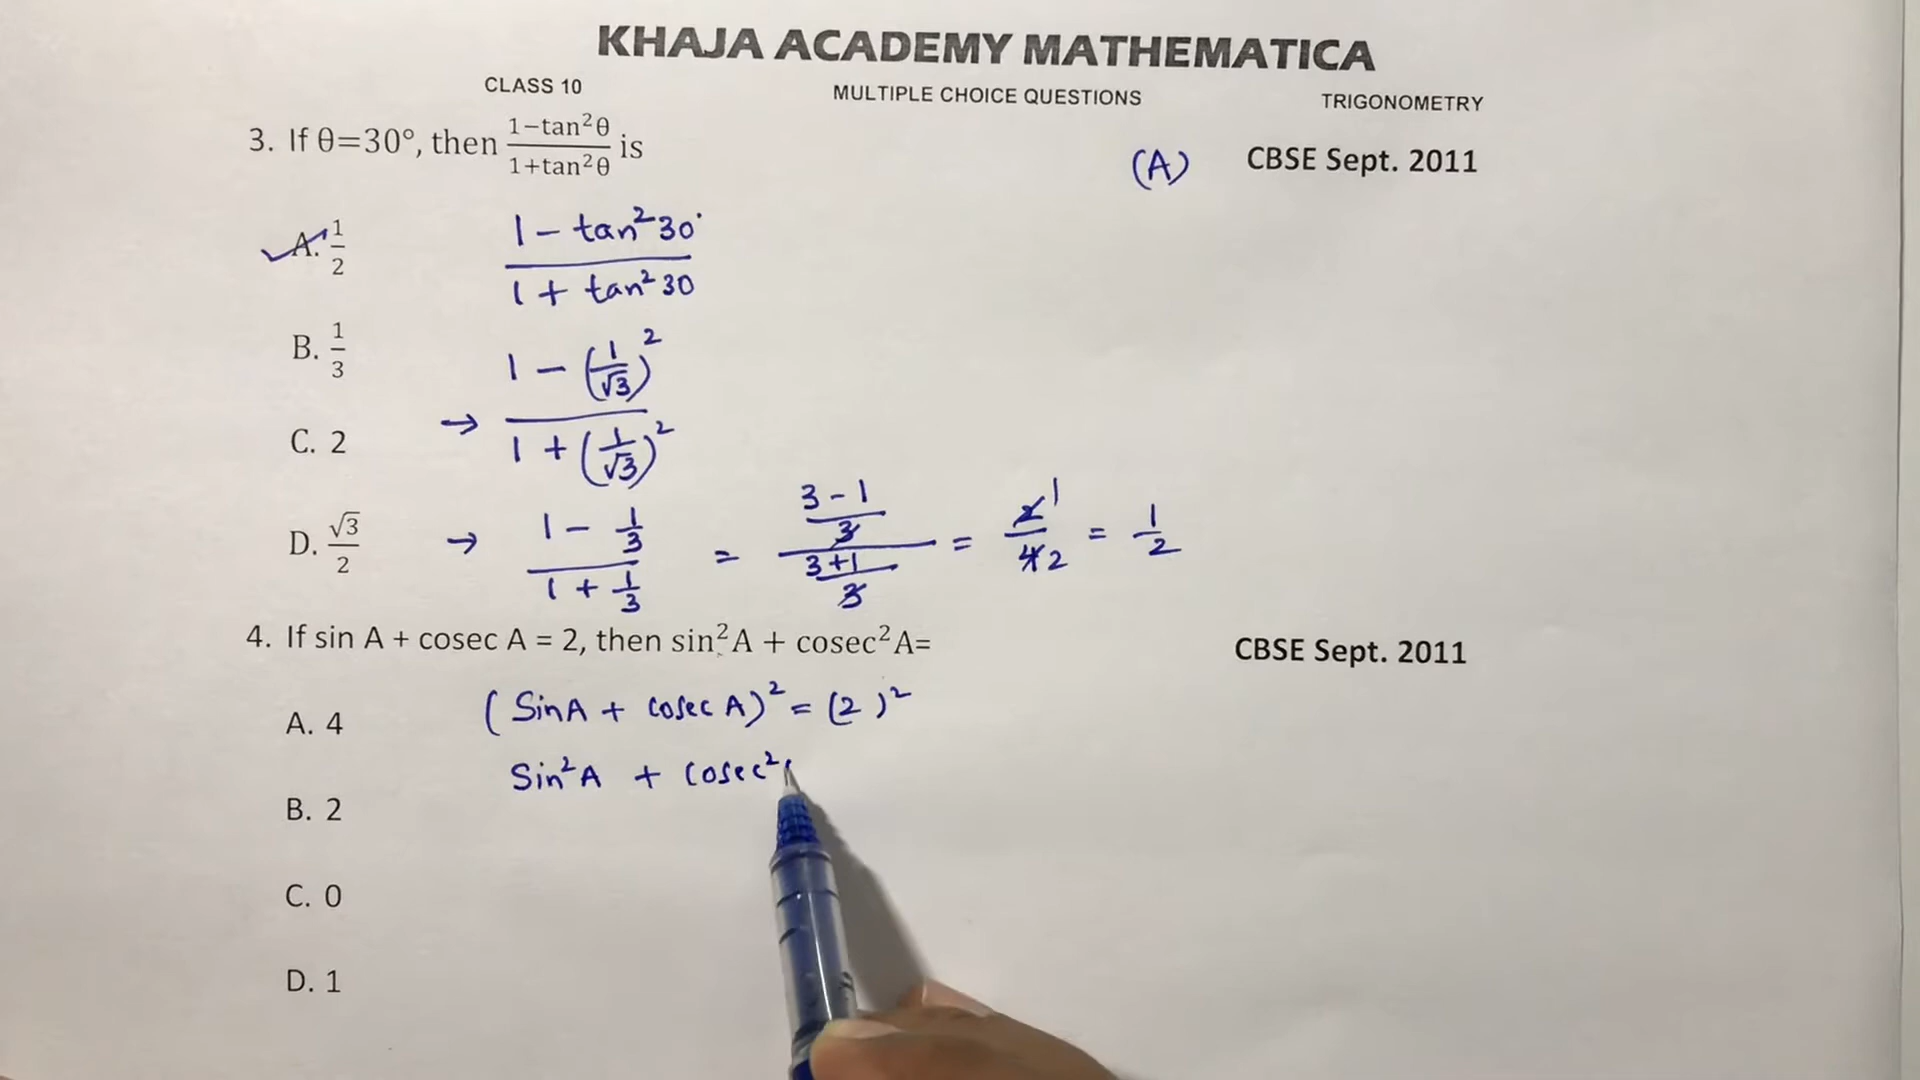 KHAJA ACADEMY MATHEMATICA
CLASS 10 MULTIPLE CHOICE QUESTIONS TRIGONOMETRY
3. If θ=30°, then (1−tan²θ)/(1+tan²θ) is (A) CBSE Sept. 2011
A. 1/2
(1 − tan²30°)/(1 + tan²30)
B. 1/3
→ (1 − (1/√3)²)/(1 + (1/√3)²)
C. 2
D. √3/2
→ (1 − 1/3)/(1 + 1/3) = ((3−1)/3)/((3+1)/3) = 2 1/4 2 = 1/2
4. If sin A + cosec A = 2, then sin²A + cosec²A= CBSE Sept. 2011
(SinA + cosec A)² = (2)²
A. 4
Sin²A + cosec²
B. 2
C. 0
D. 1